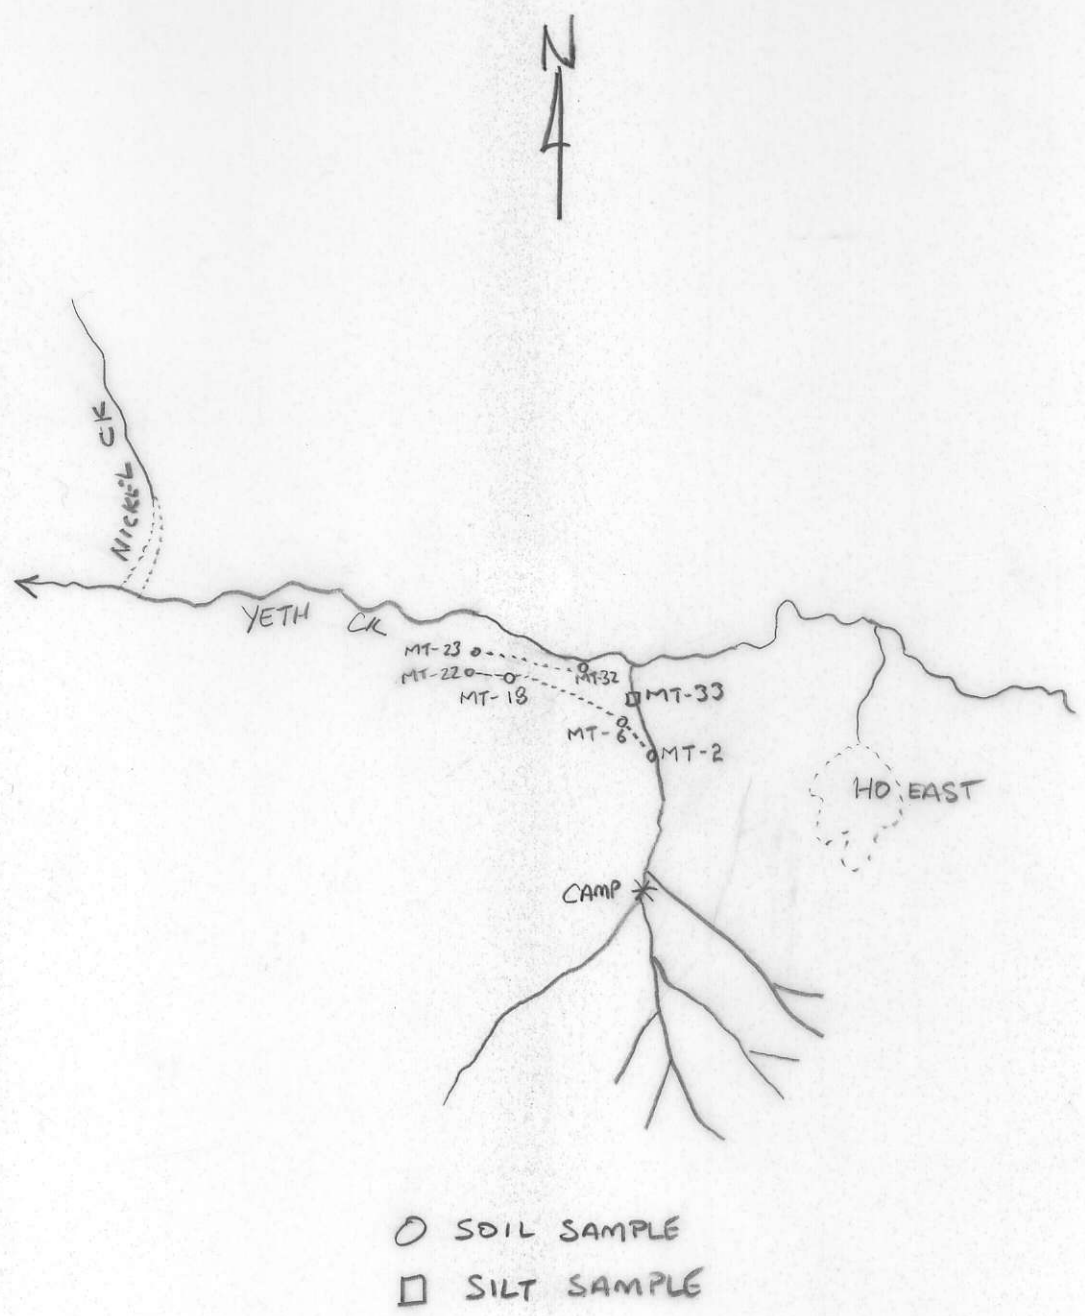 N
NICKEL CK
YETH CK
MT-23
MT-32
MT-22
MT-18
MT-33
MT-6
MT-2
HO EAST
CAMP
SOIL SAMPLE
SILT SAMPLE